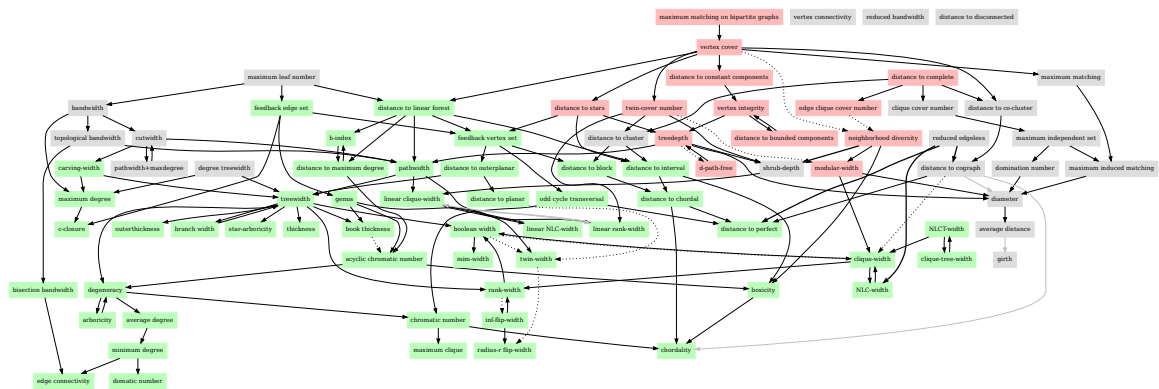 maximum matching on bipartite graphs
vertex connectivity
reduced bandwidth
distance to disconnected
vertex cover
maximum leaf number
distance to constant components
distance to complete
maximum matching
bandwidth
feedback edge set
distance to linear forest
distance to stars
twin-cover number
vertex integrity
edge clique cover number
clique cover number
distance to co-cluster
topological bandwidth
cutwidth
h-index
feedback vertex set
distance to cluster
treedepth
distance to bounded components
neighborhood diversity
reduced edgeless
maximum independent set
carving-width
pathwidth+maxdegree
degree treewidth
distance to maximum degree
pathwidth
distance to outerplanar
distance to block
distance to interval
d-path-free
shrub-depth
modular-width
distance to cograph
domination number
maximum induced matching
maximum degree
treewidth
genus
linear clique-width
distance to planar
odd cycle transversal
distance to chordal
diameter
c-closure
outerthickness
branch width
star-arboricity
thickness
book thickness
boolean width
linear NLC-width
linear rank-width
distance to perfect
NLCT-width
average distance
acyclic chromatic number
mim-width
twin-width
clique-width
clique-tree-width
girth
bisection bandwidth
degeneracy
rank-width
boxicity
NLC-width
arboricity
average degree
chromatic number
inf-flip-width
minimum degree
maximum clique
radius-r flip-width
chordality
edge connectivity
domatic number